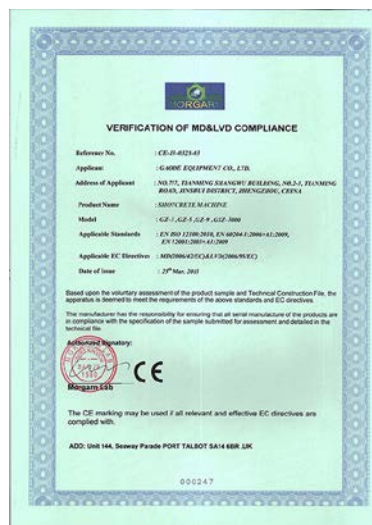 MORGARN
VERIFICATION OF MD&LVD COMPLIANCE
Reference No. : CE-IS-0325-03
Applicant: : GAODE EQUIPMENT CO., LTD.
Address of Applicant : NO.717, TIANMING SHANGWU BUILDING, NO.2-1, TIANMING
ROAD, JINSHUI DISTRICT, ZHENGZHOU, CHINA
Product Name : SHOTCRETE MACHINE
Model : GZ-3 ,GZ-5 ,GZ-9
Applicable Standards : EN ISO 12100:2010, EN 60204-1:2006+A1:2009,
EN 12001:2003+A1:2009
Applicable EC Directives : MD(2006/42/EC)&LVD(2006/95/EC)
Date of issue : 25th Mar, 2015
Based upon the voluntary assessment of the product sample and Technical Construction File, the
apparatus is deemed to meet the requirements of the above standards and EC directives.
The manufacturer has the responsibility for ensuring that all serial manufacture of the products are
in compliance with the specification of the sample submitted for assessment and detailed in the
technical file.
Authorized Signatory:
CE
Morgarn Lab
The CE marking may be used if all relevant and effective EC directives are
complied with.
ADD: Unit 144, Seaway Parade PORT TALBOT SA14 6BR ,UK
000247